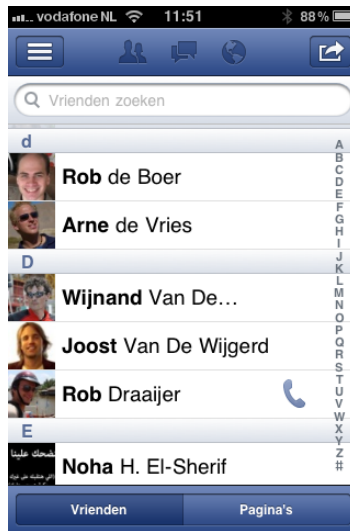 vodafone NL 11:51 88%
Vrienden zoeken
d
Rob de Boer
Arne de Vries
D
Wijnand Van De…
Joost Van De Wijgerd
Rob Draaijer
E
Noha H. El-Sherif
A
B
C
D
E
F
G
H
I
J
K
L
M
N
O
P
Q
R
S
T
U
V
W
X
Y
Z
#
Vrienden Pagina's